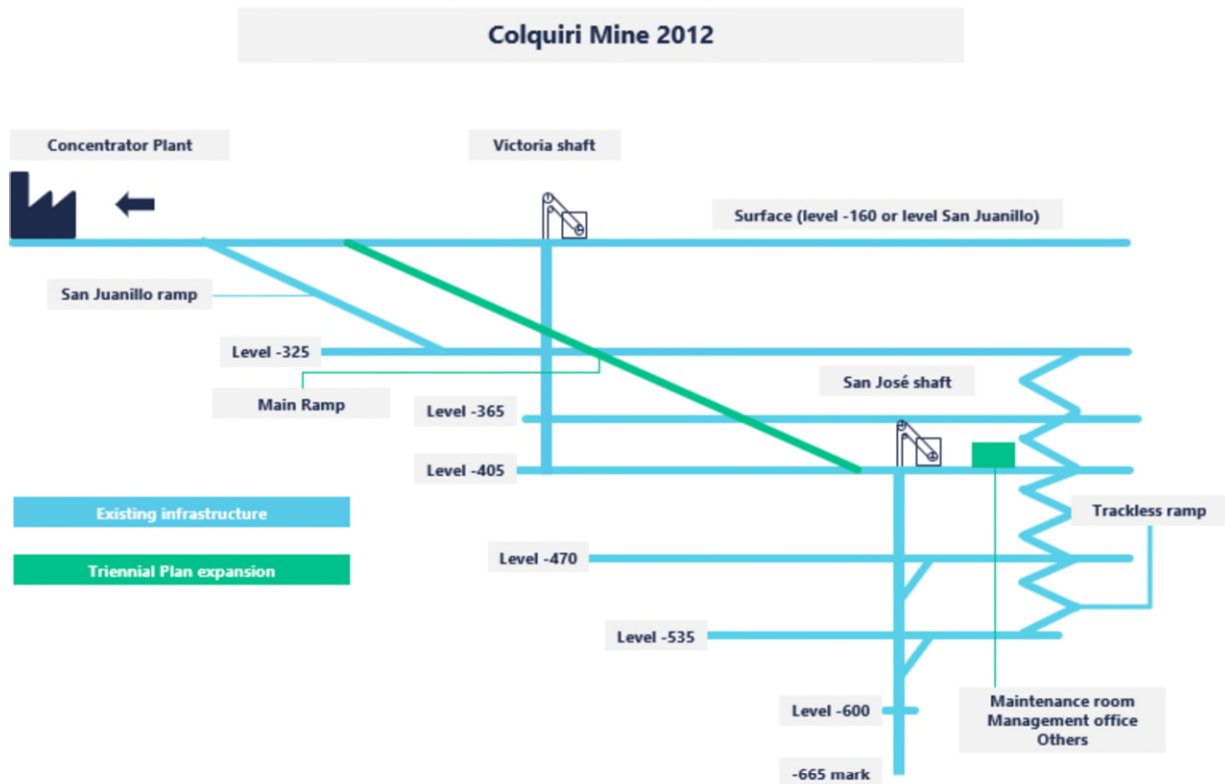 Colquiri Mine 2012
Concentrator Plant
Victoria shaft
Surface (level -160 or level San Juanillo)
San Juanillo ramp
Level -325
Main Ramp
San José shaft
Level -365
Level -405
Existing infrastructure
Trackless ramp
Level -470
Triennial Plan expansion
Level -535
Level -600
Maintenance room
Management office
Others
-665 mark